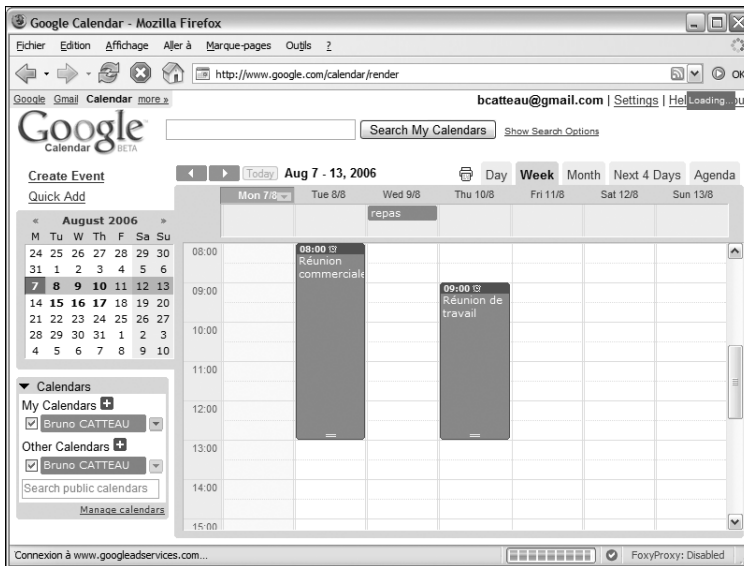 Google Calendar - Mozilla Firefox
Fichier Edition Affichage Aller à Marque-pages Outils ?
http://www.google.com/calendar/render OK
Google Gmail Calendar more » bcatteau@gmail.com | Settings | Hel Loading...
Google Calendar BETA
Search My Calendars Show Search Options
Create Event
Quick Add
Today Aug 7 - 13, 2006 Day Week Month Next 4 Days Agenda
Mon 7/8 Tue 8/8 Wed 9/8 Thu 10/8 Fri 11/8 Sat 12/8 Sun 13/8
repas
« August 2006 »
M Tu W Th F Sa Su
24 25 26 27 28 29 30
31 1 2 3 4 5 6
7 8 9 10 11 12 13
14 15 16 17 18 19 20
21 22 23 24 25 26 27
28 29 30 31 1 2 3
4 5 6 7 8 9 10
Calendars
My Calendars
Bruno CATTEAU
Other Calendars
Bruno CATTEAU
Search public calendars
Manage calendars
08:00
09:00
10:00
11:00
12:00
13:00
14:00
15:00
08:00
Réunion
commerciale
09:00
Réunion de
travail
Connexion à www.googleadservices.com... FoxyProxy: Disabled